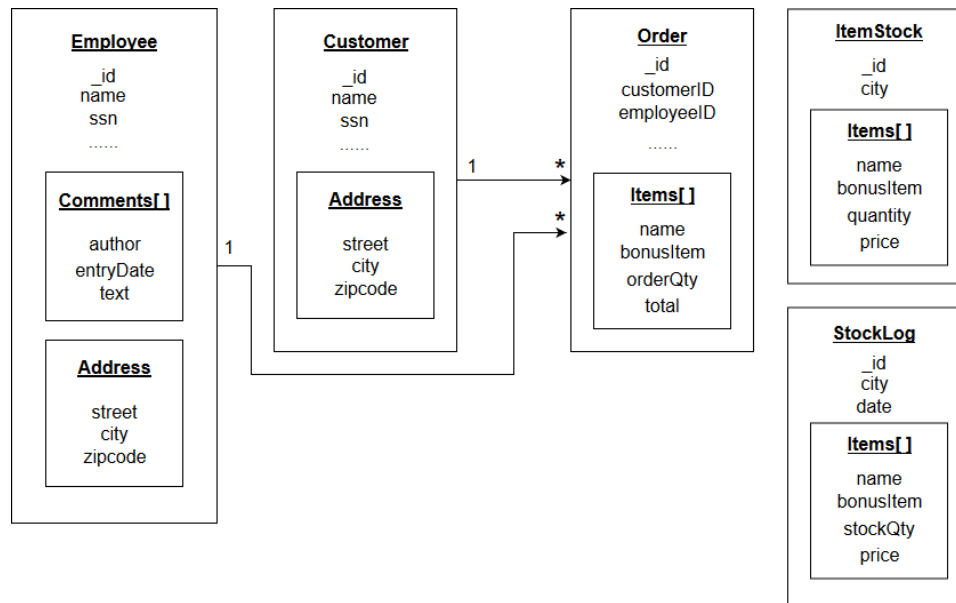 Employee
_id
name
ssn
......
Comments[ ]
author
entryDate
text
Address
street
city
zipcode
1
Customer
_id
name
ssn
......
Address
street
city
zipcode
1
*
*
Order
_id
customerID
employeeID
......
Items[ ]
name
bonusItem
orderQty
total
ItemStock
_id
city
Items[ ]
name
bonusItem
quantity
price
StockLog
_id
city
date
Items[ ]
name
bonusItem
stockQty
price